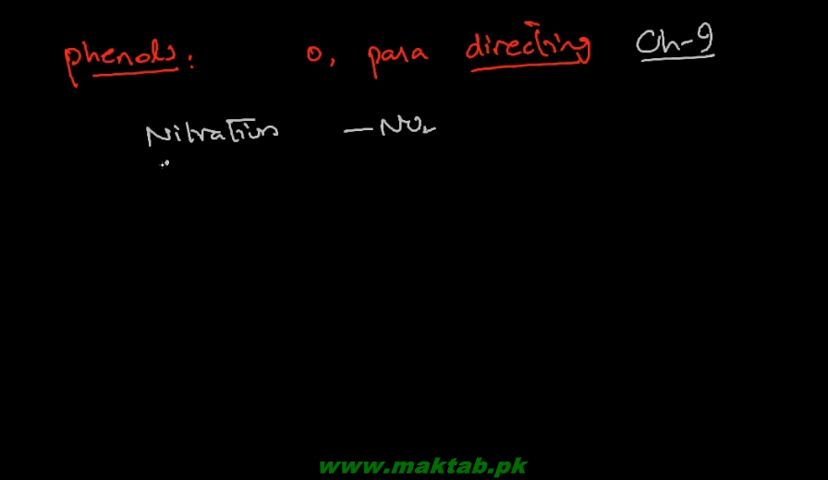 phenols: o, para directing Ch-9
Nitration — NO₂
www.maktab.pk